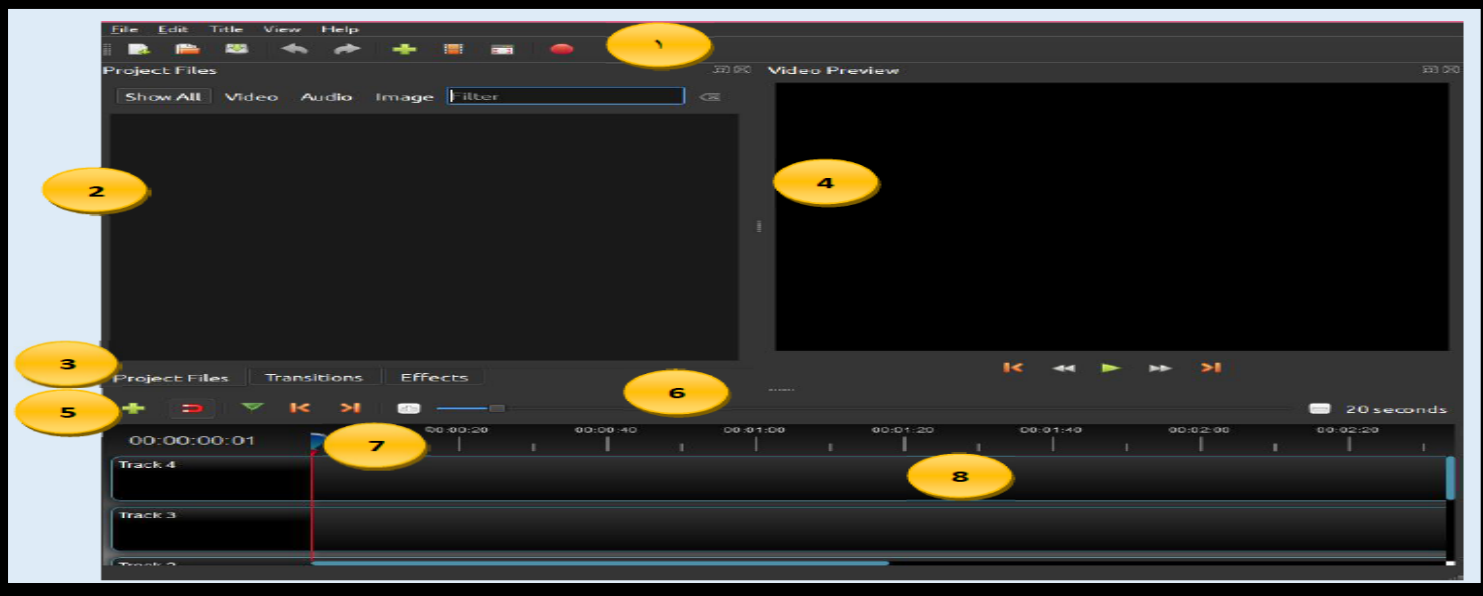 File Edit Title View Help
١
Project Files
Video Preview
Show All Video Audio Image Filter
2
4
3
Project Files Transitions Effects
6
5
20 seconds
00:00:00:01
7
00:00:20 00:00:40 00:01:00 00:01:20 00:01:40 00:02:00 00:02:20
Track 4
8
Track 3
Track 2